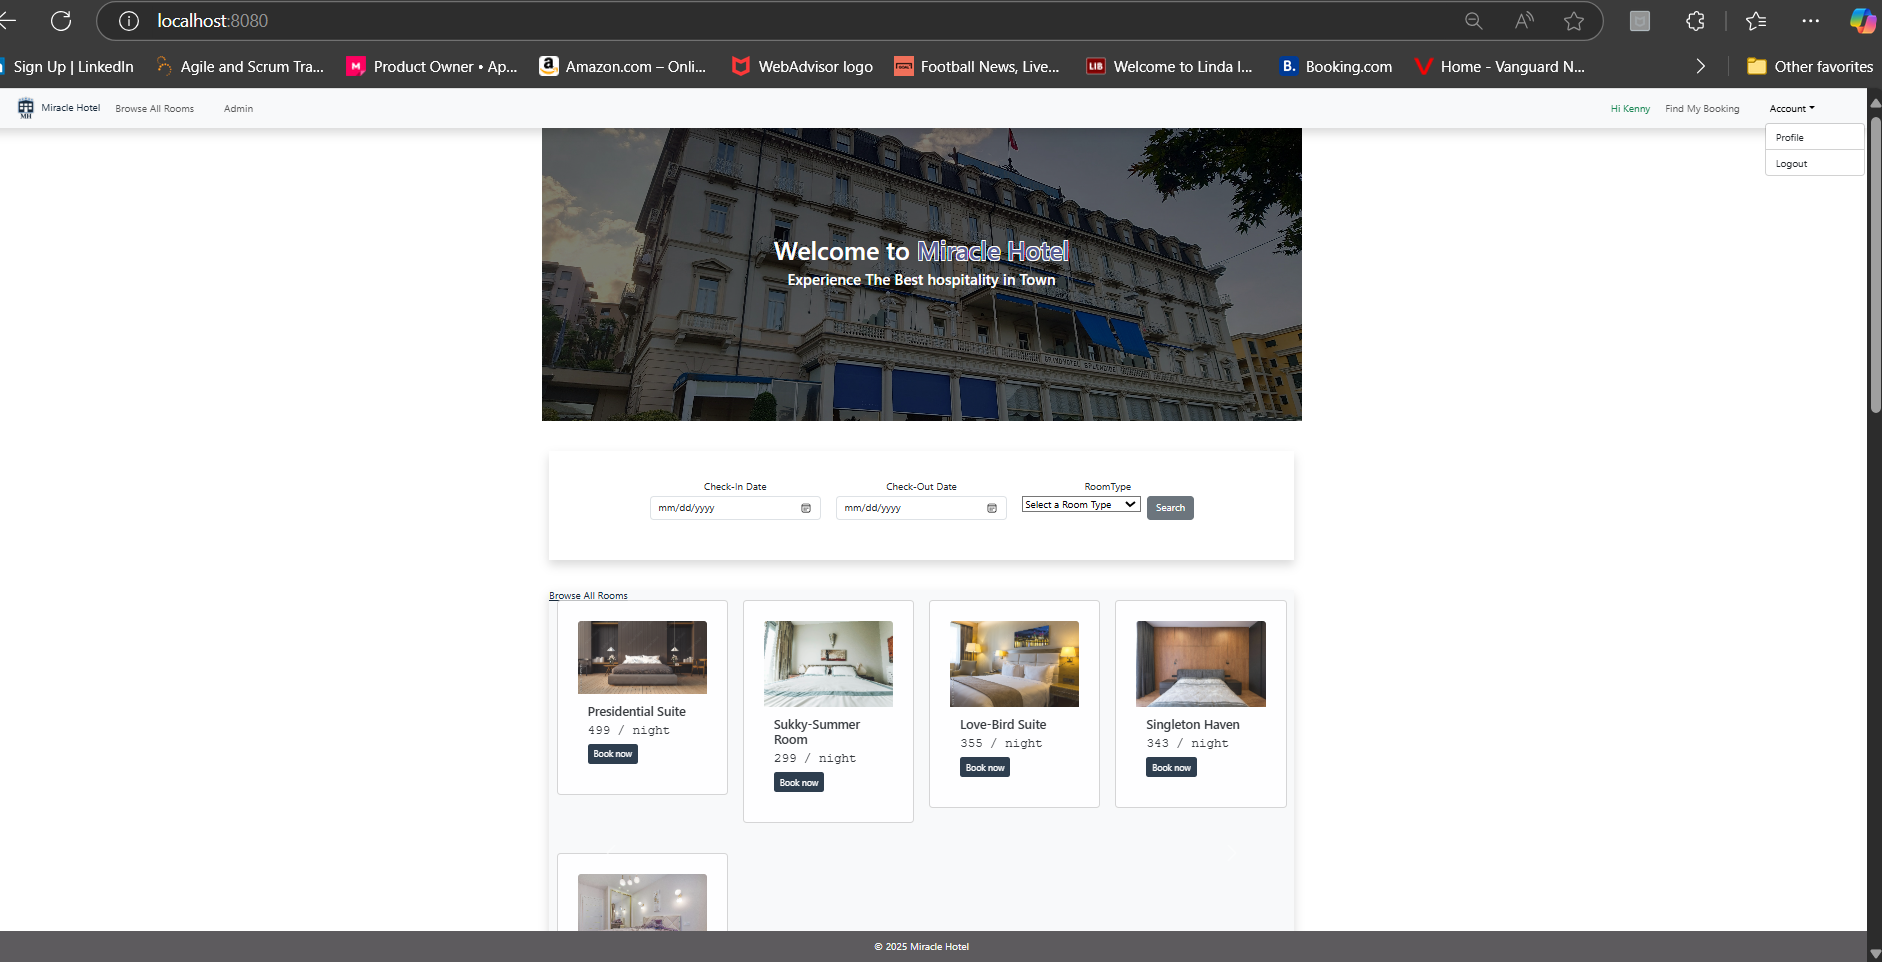 localhost:8080
Sign Up | LinkedIn
Agile and Scrum Tra...
Product Owner • Ap...
Amazon.com – Onli...
WebAdvisor logo
Football News, Live...
LIB
Welcome to Linda I...
B.
Booking.com
Home - Vanguard N...
Other favorites
MH
Miracle Hotel
Browse All Rooms
Admin
Hi Kenny
Find My Booking
Account
Profile
Logout
Welcome to Miracle Hotel
Experience The Best hospitality in Town
Check-In Date
Check-Out Date
RoomType
mm/dd/yyyy
mm/dd/yyyy
Select a Room Type
Search
Browse All Rooms
Presidential Suite
499 / night
Book now
Sukky-Summer
Room
299 / night
Book now
Love-Bird Suite
355 / night
Book now
Singleton Haven
343 / night
Book now
© 2025 Miracle Hotel